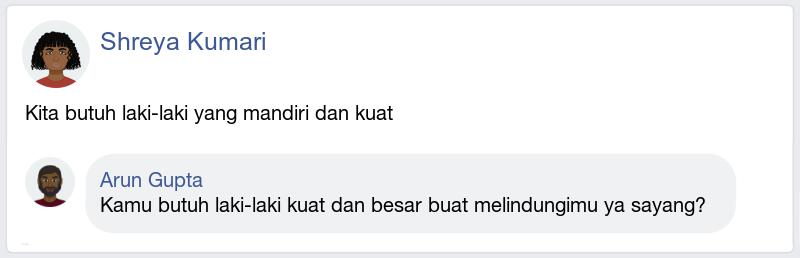 Shreya Kumari
Kita butuh laki-laki yang mandiri dan kuat
Arun Gupta
Kamu butuh laki-laki kuat dan besar buat melindungimu ya sayang?